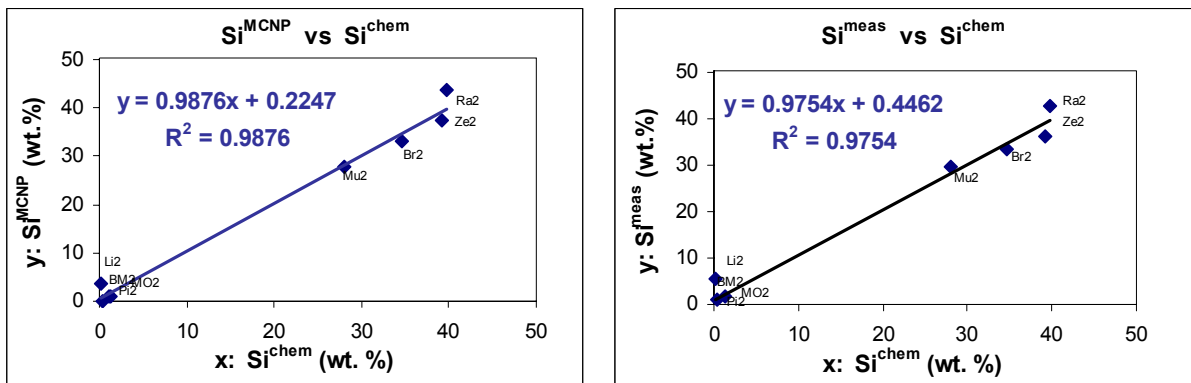 Si^MCNP vs Si^chem
50
40
30
20
10
0
y: Si^MCNP (wt.%)
y = 0.9876x + 0.2247
R² = 0.9876
Ra2
Ze2
Br2
Mu2
Li2
BM2
MO2
Pi2
0 10 20 30 40 50
x: Si^chem (wt. %)
Si^meas vs Si^chem
50
40
30
20
10
0
y: Si^meas (wt.%)
y = 0.9754x + 0.4462
R² = 0.9754
Ra2
Ze2
Br2
Mu2
Li2
BM2
MO2
Pi2
0 10 20 30 40 50
x: Si^chem (wt. %)